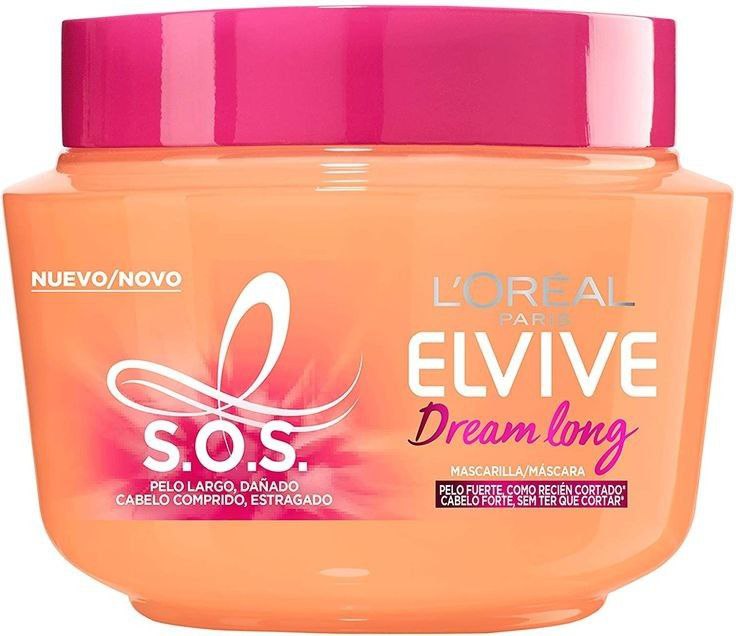 NUEVO/NOVO
S.O.S.
PELO LARGO, DAÑADO
CABELO COMPRIDO, ESTRAGADO
L'ORÉAL
PARIS
ELVIVE
Dream long
MASCARILLA/MÁSCARA
PELO FUERTE, COMO RECIÉN CORTADO*
CABELO FORTE, SEM TER QUE CORTAR*